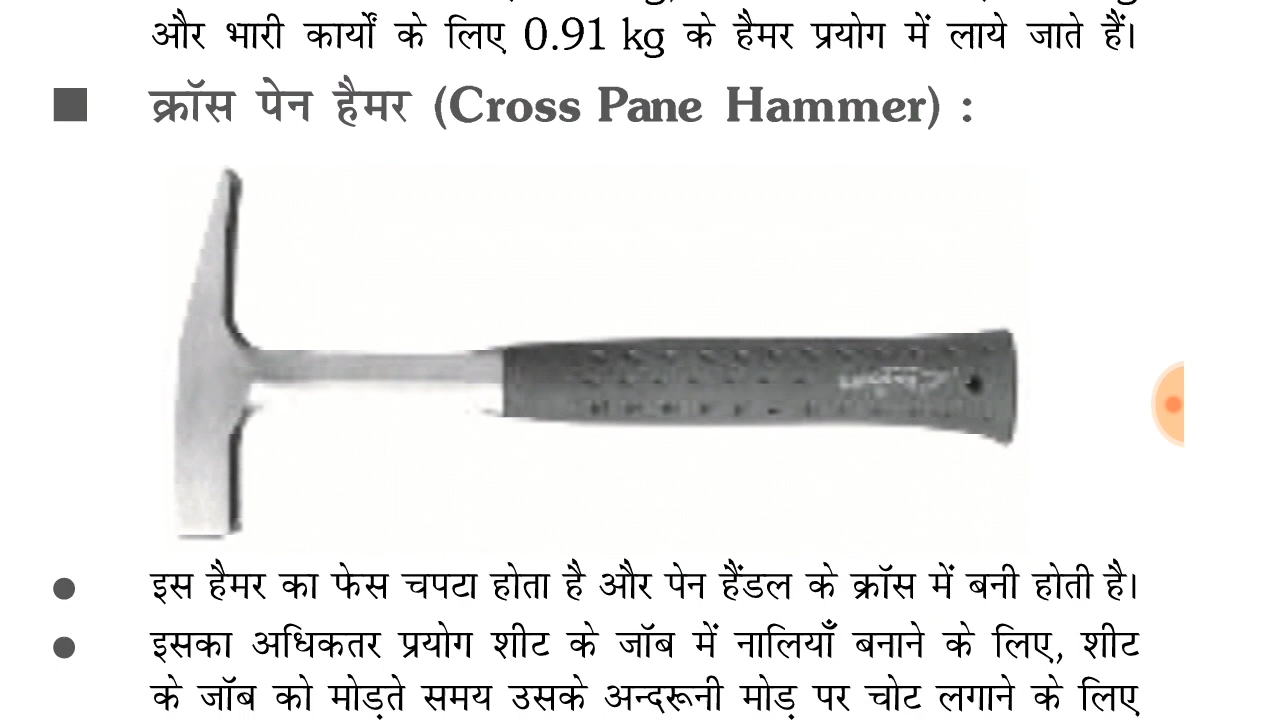 और भारी कार्यों के लिए 0.91 kg के हैमर प्रयोग में लाये जाते हैं।
क्रॉस पेन हैमर (Cross Pane Hammer) :
इस हैमर का फेस चपटा होता है और पेन हैंडल के क्रॉस में बनी होती है।
इसका अधिकतर प्रयोग शीट के जॉब में नालियाँ बनाने के लिए, शीट
के जॉब को मोड़ते समय उसके अन्दरूनी मोड़ पर चोट लगाने के लिए